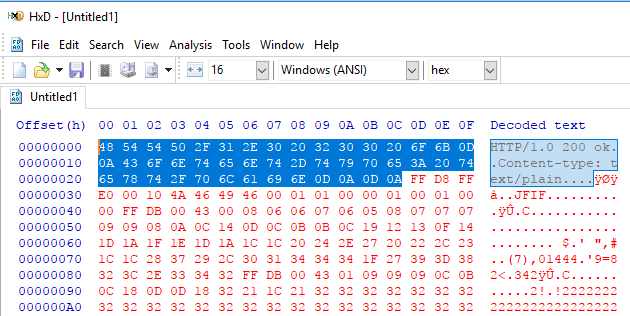 HxD - [Untitled1]
File Edit Search View Analysis Tools Window Help
16 Windows (ANSI) hex
Untitled1
Offset(h) 00 01 02 03 04 05 06 07 08 09 0A 0B 0C 0D 0E 0F Decoded text
00000000 48 54 54 50 2F 31 2E 30 20 32 30 30 20 6F 6B 0D HTTP/1.0 200 ok.
00000010 0A 43 6F 6E 74 65 6E 74 2D 74 79 70 65 3A 20 74 .Content-type: t
00000020 65 78 74 2F 70 6C 61 69 6E 0D 0A 0D 0A FF D8 FF ext/plain....ÿØÿ
00000030 E0 00 10 4A 46 49 46 00 01 01 00 00 01 00 01 00 à..JFIF.........
00000040 00 FF DB 00 43 00 08 06 06 07 06 05 08 07 07 07 .ÿÛ.C...........
00000050 09 09 08 0A 0C 14 0D 0C 0B 0B 0C 19 12 13 0F 14 ................
00000060 1D 1A 1F 1E 1D 1A 1C 1C 20 24 2E 27 20 22 2C 23 ........ $.' ",#
00000070 1C 1C 28 37 29 2C 30 31 34 34 34 1F 27 39 3D 38 ..(7),01444.'9=8
00000080 32 3C 2E 33 34 32 FF DB 00 43 01 09 09 09 0C 0B 2<.342ÿÛ.C......
00000090 0C 18 0D 0D 18 32 21 1C 21 32 32 32 32 32 32 32 .....2!.!2222222
000000A0 32 32 32 32 32 32 32 32 32 32 32 32 32 32 32 32 2222222222222222